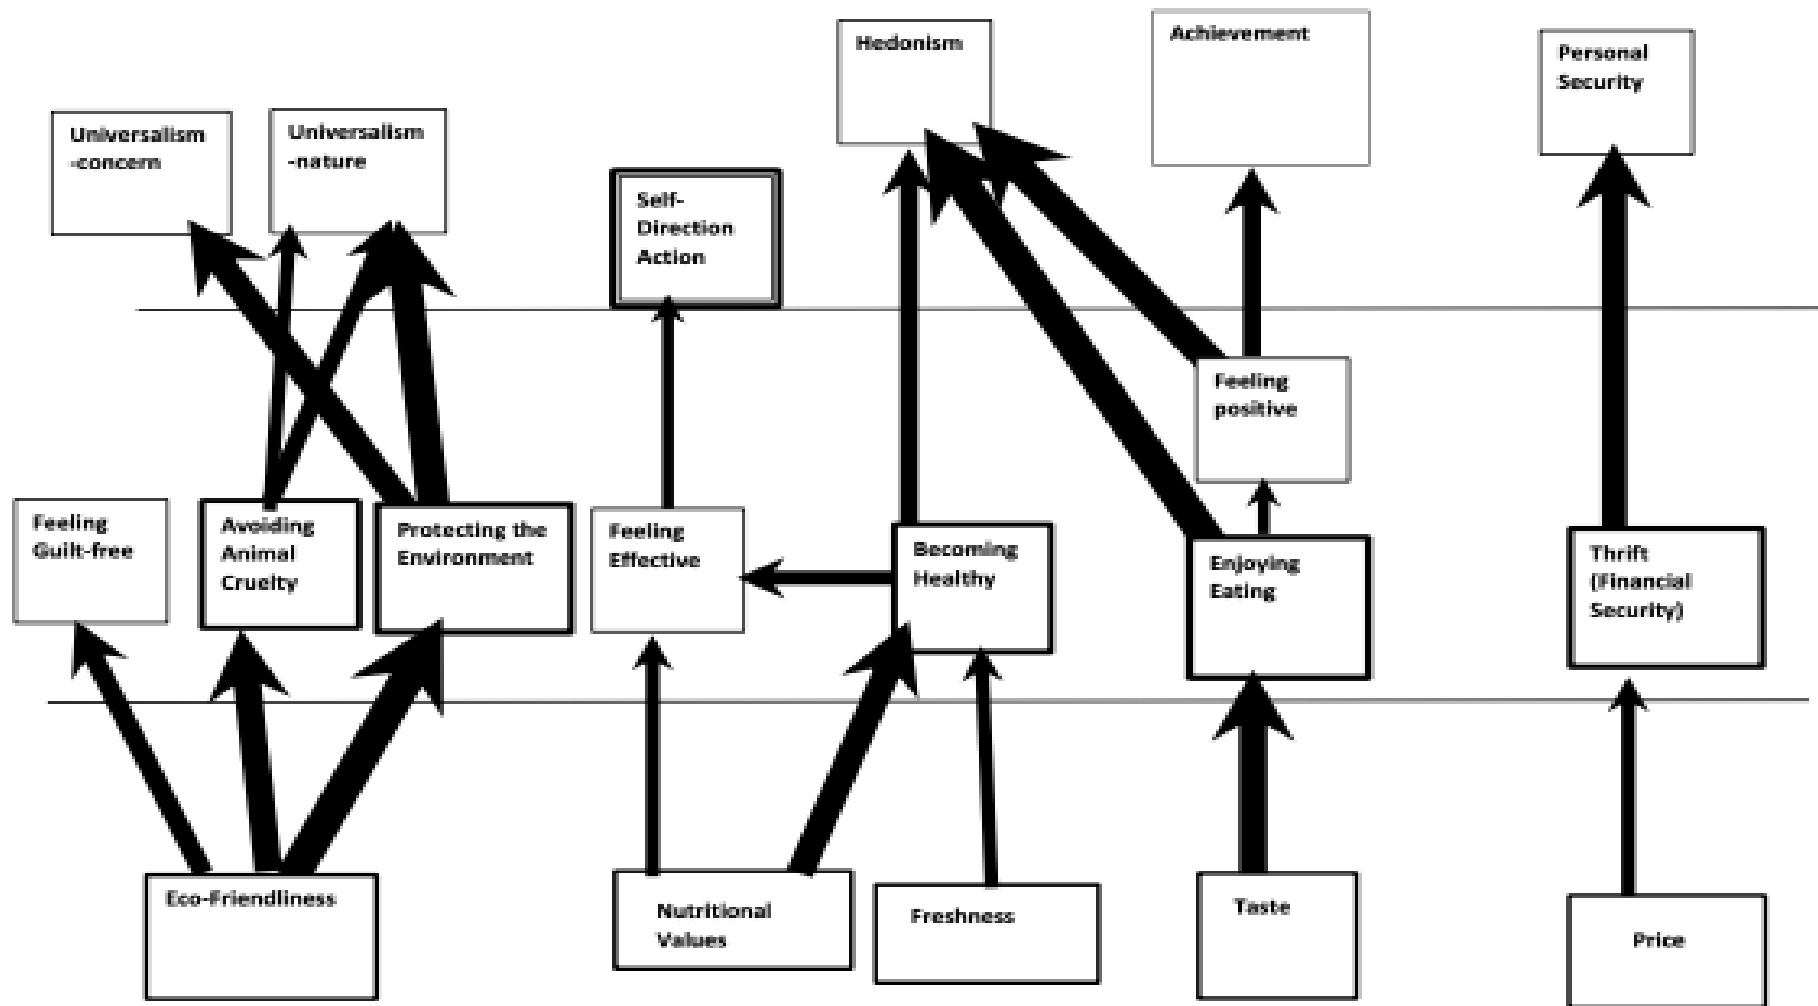 Hedonism
Achievement
Personal
Security
Universalism
-concern
Universalism
-nature
Self-
Direction
Action
Feeling
positive
Feeling
Guilt-free
Avoiding
Animal
Cruelty
Protecting the
Environment
Feeling
Effective
Becoming
Healthy
Enjoying
Eating
Thrift
(Financial
Security)
Eco-Friendliness
Nutritional
Values
Freshness
Taste
Price